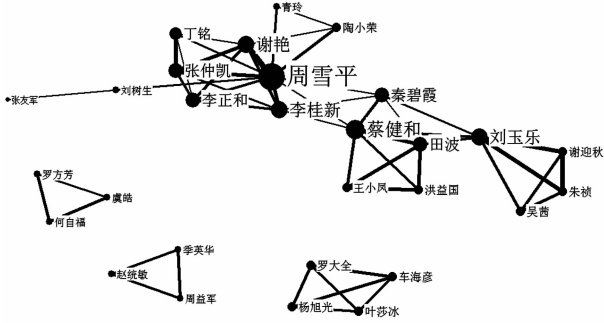 青玲
陶小荣
丁铭
谢艳
张仲凯
周雪平
刘树生
张友军
李正和
李桂新
秦碧霞
蔡健和
田波
刘玉乐
谢迎秋
朱祯
吴茜
王小凤
洪益国
罗方芳
虞皓
何自福
季英华
赵统敏
周益军
罗大全
车海彦
杨旭光
叶莎冰